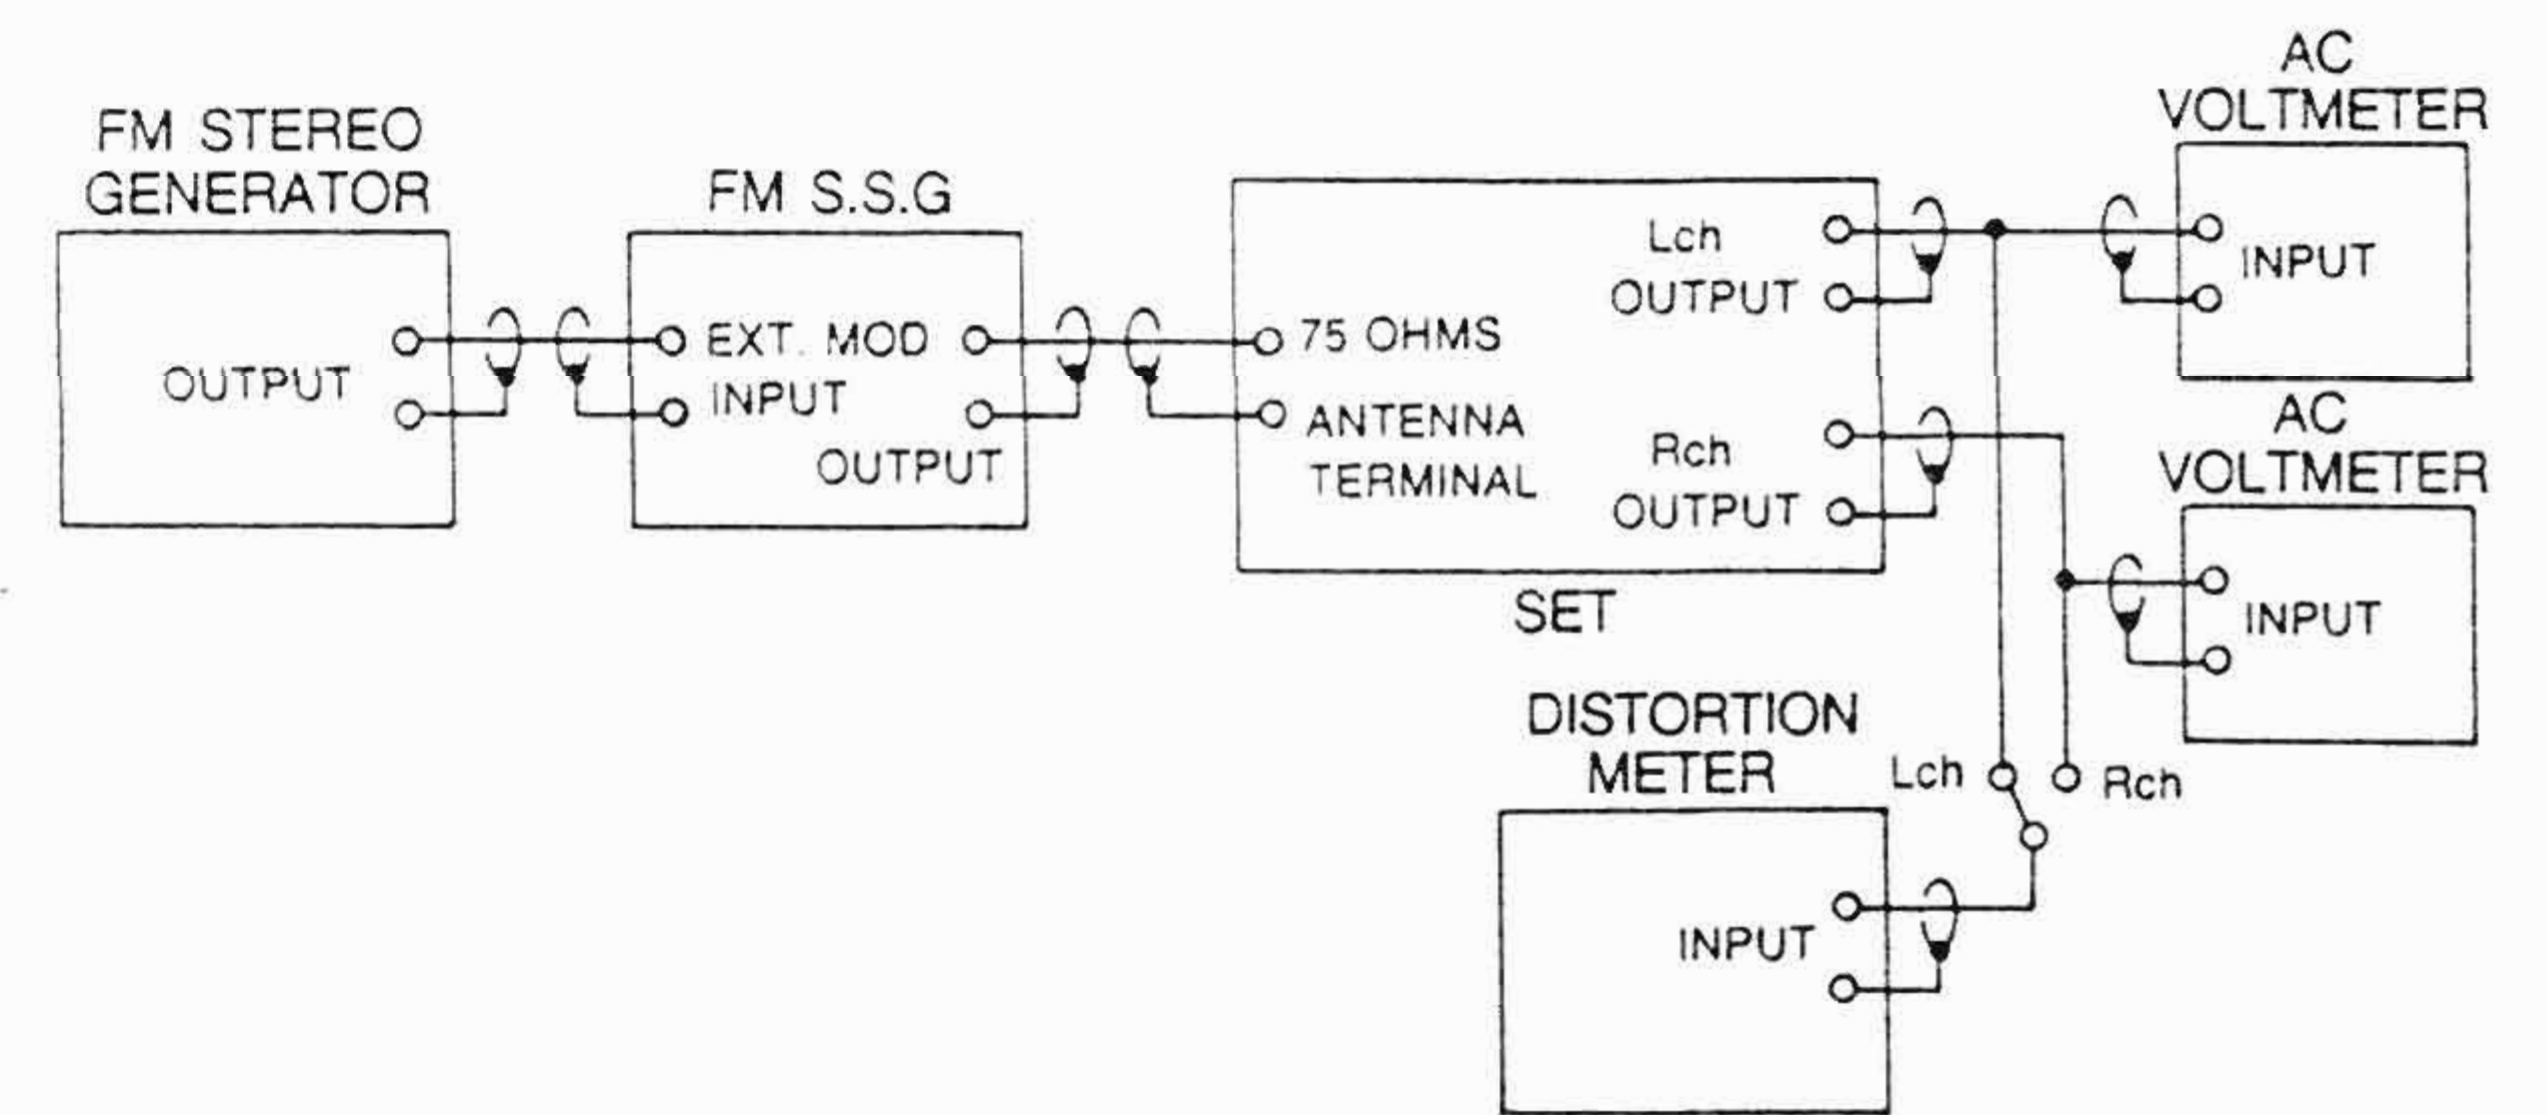 FM STEREO
GENERATOR
OUTPUT
FM S.S.G
EXT. MOD
INPUT
OUTPUT
75 OHMS
ANTENNA
TERMINAL
Lch
OUTPUT
Rch
OUTPUT
SET
AC
VOLTMETER
INPUT
AC
VOLTMETER
INPUT
DISTORTION
METER
Lch
Rch
INPUT